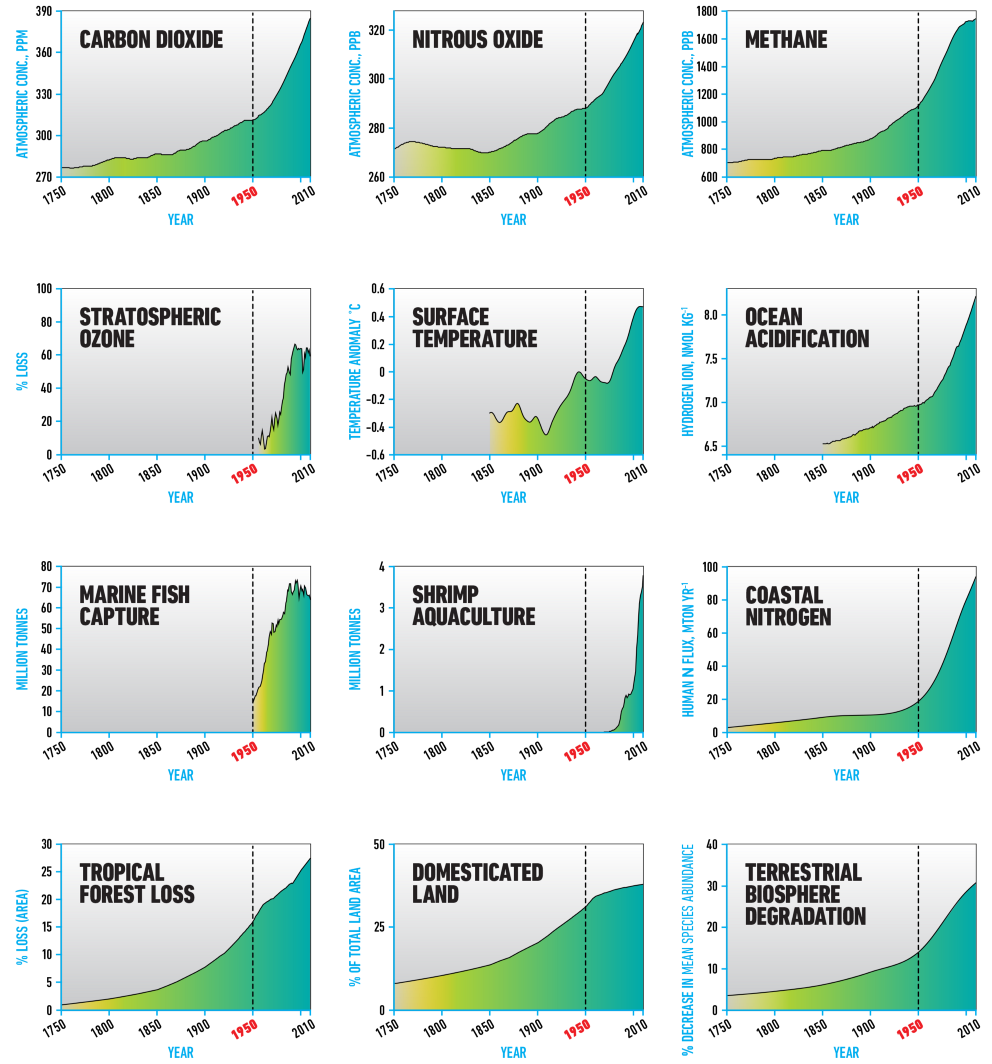 CARBON DIOXIDE
ATMOSPHERIC CONC., PPM
390
360
330
300
270
1750 1800 1850 1900 1950 2010
YEAR
NITROUS OXIDE
ATMOSPHERIC CONC., PPB
320
300
280
260
1750 1800 1850 1900 1950 2010
YEAR
METHANE
ATMOSPHERIC CONC., PPB
1800
1600
1400
1200
1000
800
600
1750 1800 1850 1900 1950 2010
YEAR
STRATOSPHERIC
OZONE
% LOSS
100
80
60
40
20
0
1750 1800 1850 1900 1950 2010
YEAR
SURFACE
TEMPERATURE
TEMPERATURE ANOMALY °C
0.6
0.4
0.2
0
−0.2
−0.4
−0.6
1750 1800 1850 1900 1950 2010
YEAR
OCEAN
ACIDIFICATION
HYDROGEN ION, NMOL KG⁻¹
8.0
7.5
7.0
6.5
1750 1800 1850 1900 1950 2010
YEAR
MARINE FISH
CAPTURE
MILLION TONNES
80
70
60
50
40
30
20
10
0
1750 1800 1850 1900 1950 2010
YEAR
SHRIMP
AQUACULTURE
MILLION TONNES
4
3
2
1
0
1750 1800 1850 1900 1950 2010
YEAR
COASTAL
NITROGEN
HUMAN N FLUX, MTON YR⁻¹
100
80
60
40
20
0
1750 1800 1850 1900 1950 2010
YEAR
TROPICAL
FOREST LOSS
% LOSS (AREA)
30
25
20
15
10
5
0
1750 1800 1850 1900 1950 2010
YEAR
DOMESTICATED
LAND
% OF TOTAL LAND AREA
50
25
0
1750 1800 1850 1900 1950 2010
YEAR
TERRESTRIAL
BIOSPHERE
DEGRADATION
% DECREASE IN MEAN SPECIES ABUNDANCE
40
30
20
10
0
1750 1800 1850 1900 1950 2010
YEAR